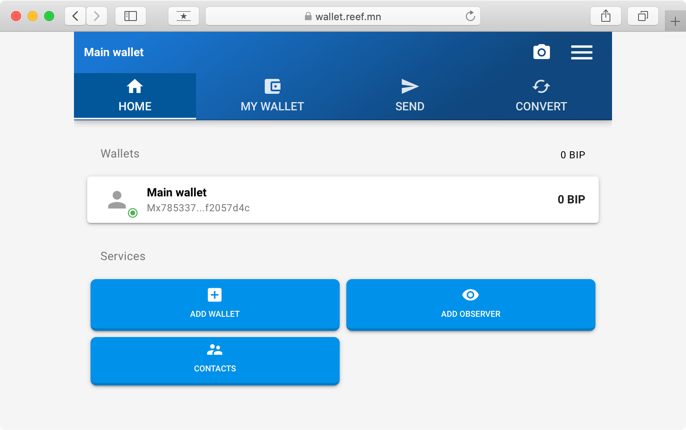 wallet.reef.mn
Main wallet
HOME
MY WALLET
SEND
CONVERT
Wallets
0 BIP
Main wallet
Mx785337...f2057d4c
0 BIP
Services
ADD WALLET
ADD OBSERVER
CONTACTS